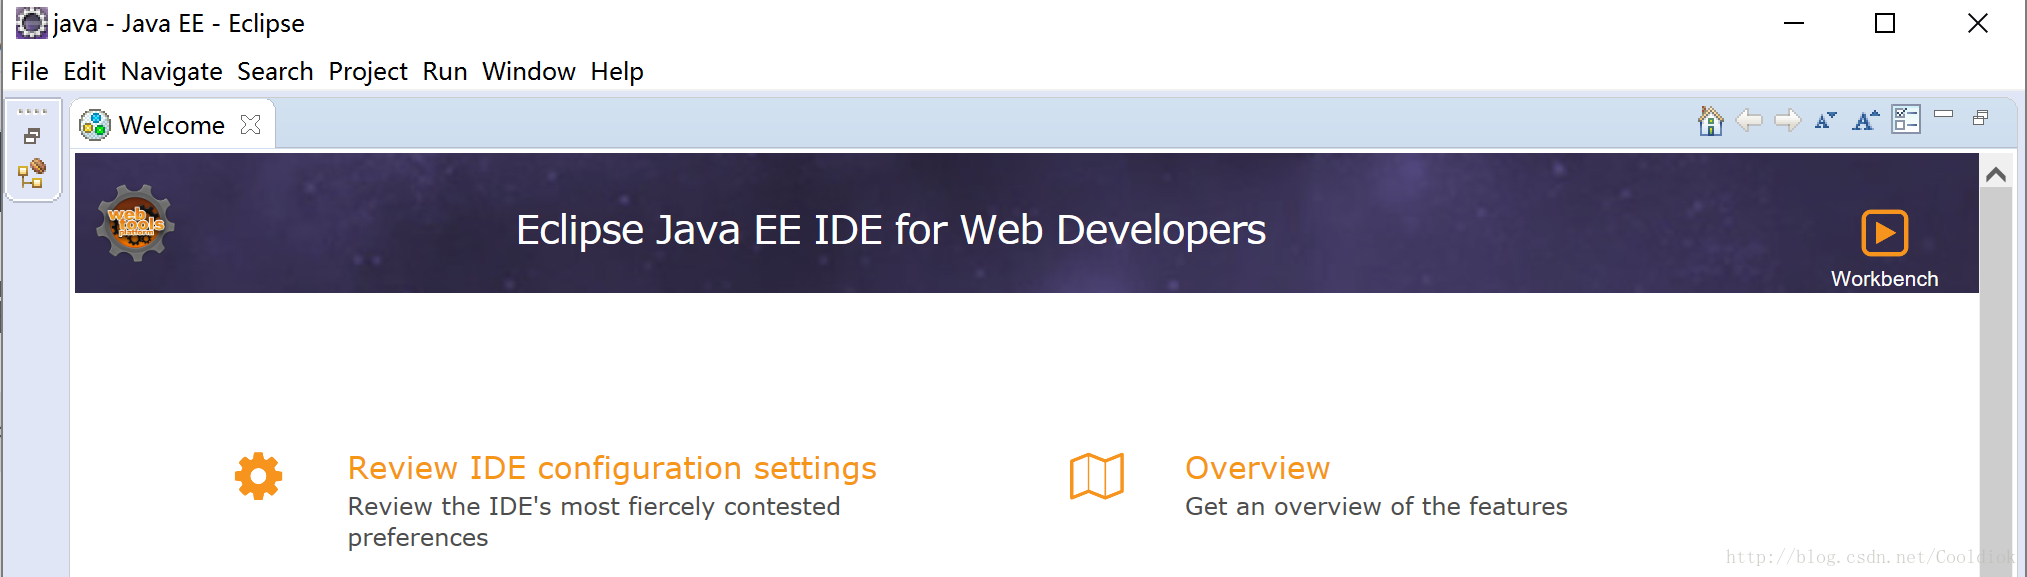 java - Java EE - Eclipse
File Edit Navigate Search Project Run Window Help
Welcome
web
tools
platform
Eclipse Java EE IDE for Web Developers
Workbench
Review IDE configuration settings
Review the IDE's most fiercely contested
preferences
Overview
Get an overview of the features
http://blog.csdn.net/Cooldiok